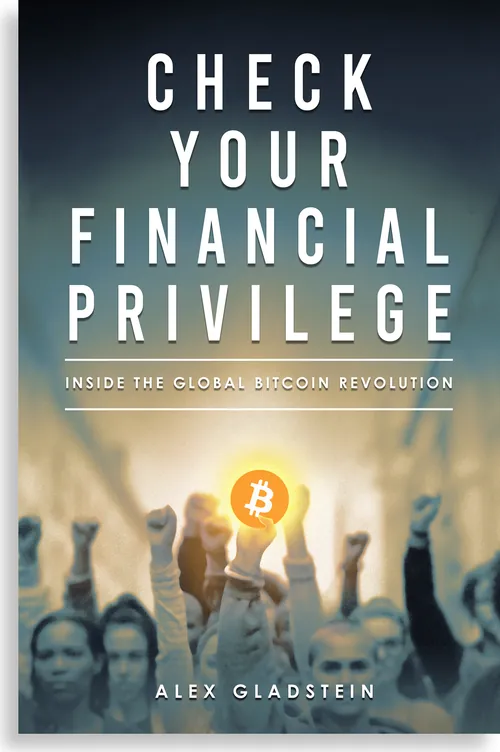 CHECK
YOUR
FINANCIAL
PRIVILEGE
INSIDE THE GLOBAL BITCOIN REVOLUTION
₿
ALEX GLADSTEIN